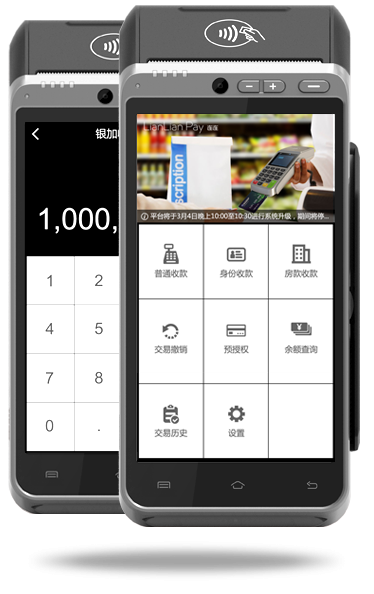 银加
1,000,
1
2
4
5
7
8
0
.
LianLian Pay 连连
平台将于3月4日晚上10:00至10:30进行系统升级，期间将停...
scription
普通收款
身份收款
房款收款
交易撤销
预授权
余额查询
交易历史
设置